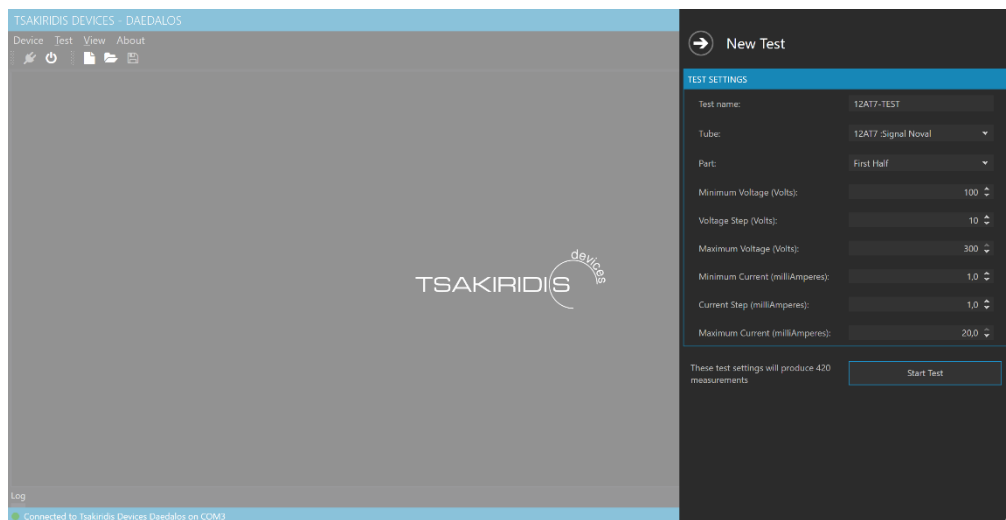 TSAKIRIDIS DEVICES - DAEDALOS
Device Test View About
TSAKIRIDIS
devices
Log
Connected to Tsakiridis Devices Daedalos on COM3
New Test
TEST SETTINGS
Test name: 12AT7-TEST
Tube: 12AT7 :Signal Noval
Part: First Half
Minimum Voltage (Volts): 100
Voltage Step (Volts): 10
Maximum Voltage (Volts): 300
Minimum Current (milliAmperes): 1,0
Current Step (milliAmperes): 1,0
Maximum Current (milliAmperes): 20,0
These test settings will produce 420
measurements
Start Test